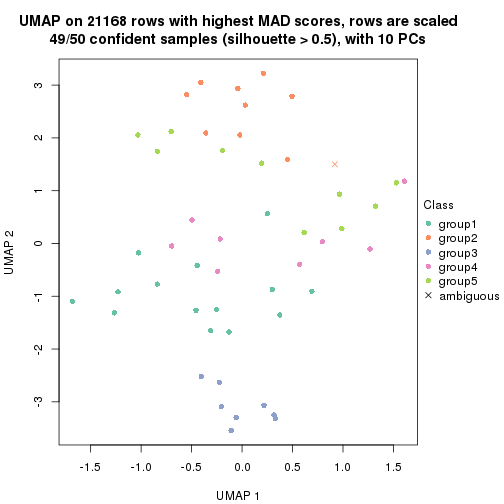 UMAP on 21168 rows with highest MAD scores, rows are scaled
49/50 confident samples (silhouette > 0.5), with 10 PCs
3
2
1
0
-1
-2
-3
UMAP 2
-1.5 -1.0 -0.5 0.0 0.5 1.0 1.5
UMAP 1
Class
group1
group2
group3
group4
group5
ambiguous